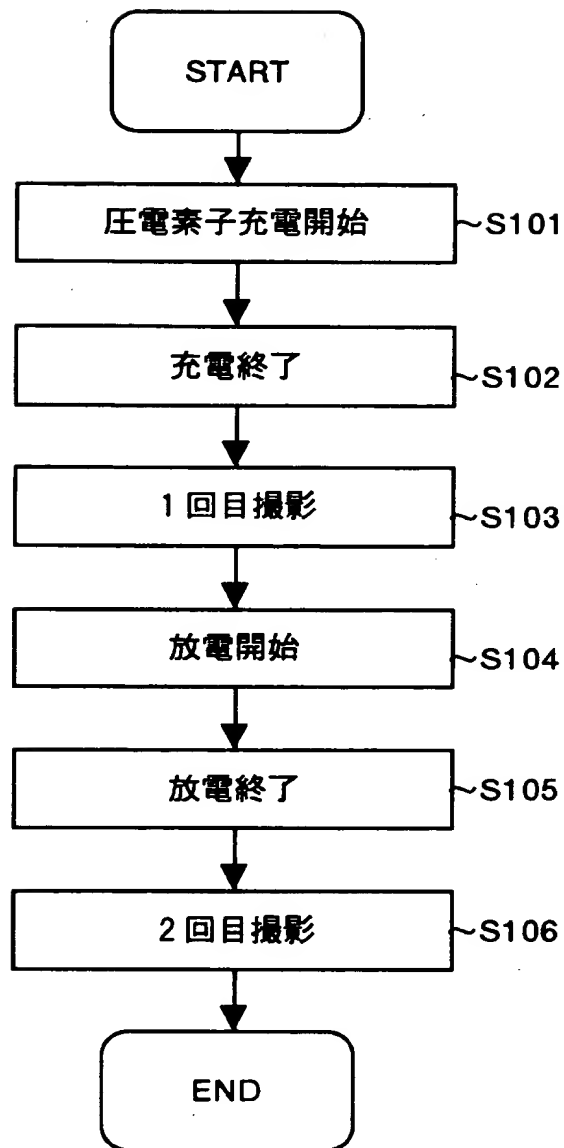 START
圧電素子充電開始 ~S101
充電終了 ~S102
1回目撮影 ~S103
放電開始 ~S104
放電終了 ~S105
2回目撮影 ~S106
END